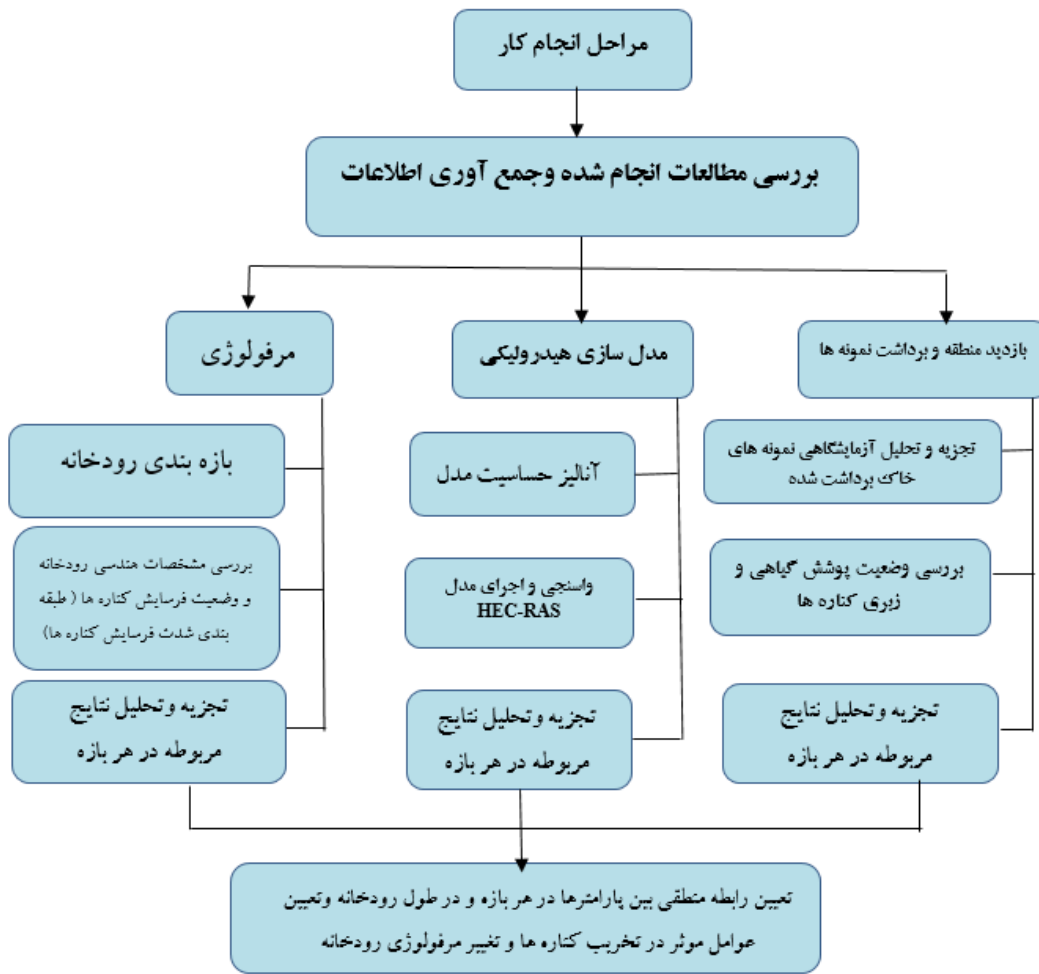 مراحل انجام کار
بررسی مطالعات انجام شده وجمع آوری اطلاعات
بازدید منطقه و برداشت نمونه ها
تجزیه و تحلیل آزمایشگاهی نمونه های
خاک برداشت شده
بررسی وضعیت پوشش گیاهی و
زبری کناره ها
تجزیه وتحلیل نتایج
مربوطه در هر بازه
مدل سازی هیدرولیکی
آنالیز حساسیت مدل
واسنجی و اجرای مدل
HEC-RAS
تجزیه وتحلیل نتایج
مربوطه در هر بازه
مرفولوژی
بازه بندی رودخانه
بررسی مشخصات هندسی رودخانه
و وضعیت فرسایش کناره ها ( طبقه
بندی شدت فرسایش کناره ها)
تجزیه وتحلیل نتایج
مربوطه در هر بازه
تعیین رابطه منطقی بین پارامترها در هر بازه و در طول رودخانه وتعیین
عوامل موثر در تخریب کناره ها و تغییر مرفولوژی رودخانه